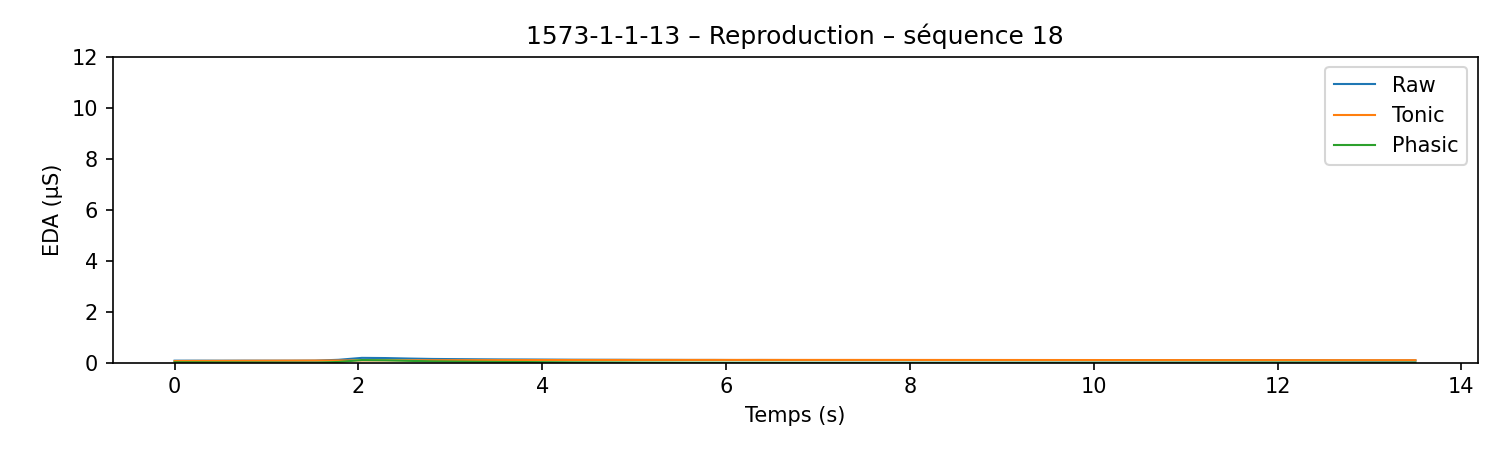 1573-1-1-13 – Reproduction – séquence 18
12
10
8
6
4
2
0
EDA (µS)
Raw
Tonic
Phasic
0 2 4 6 8 10 12 14
Temps (s)